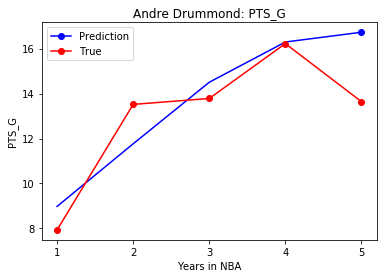 Andre Drummond: PTS_G
Prediction
True
PTS_G
16
14
12
10
8
1 2 3 4 5
Years in NBA